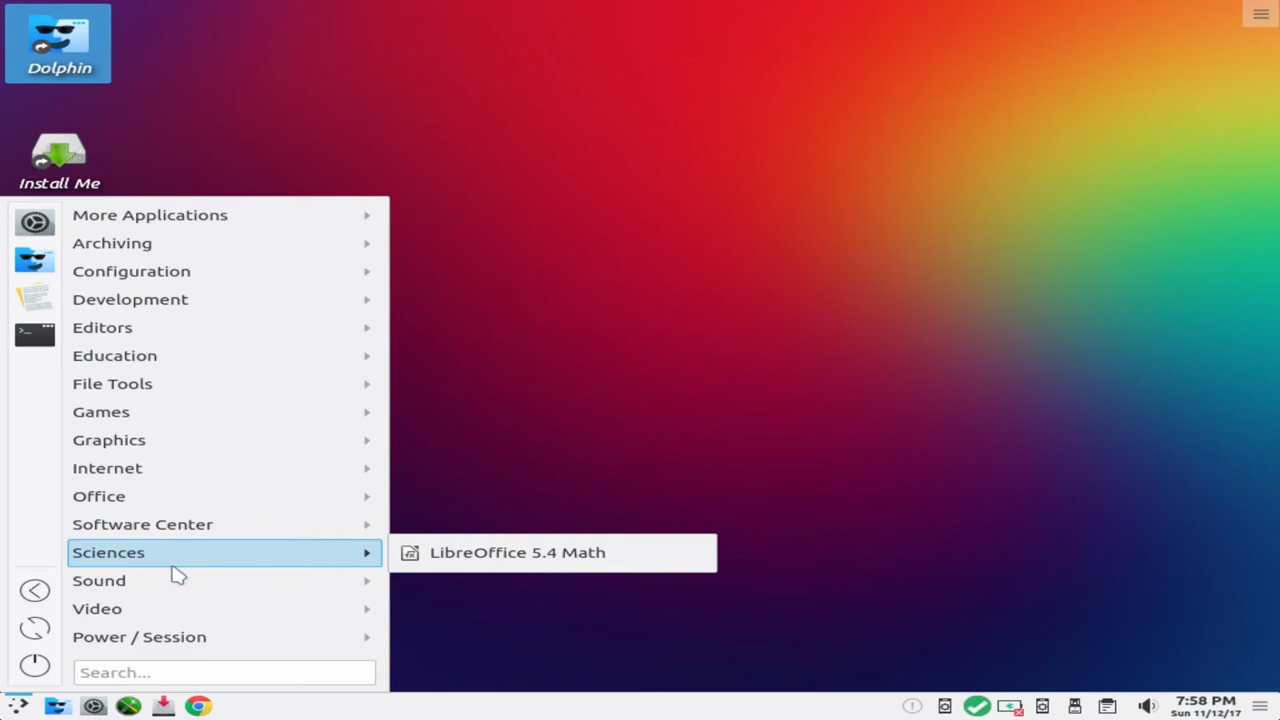 Dolphin
Install Me
More Applications
Archiving
Configuration
Development
Editors
Education
File Tools
Games
Graphics
Internet
Office
Software Center
Sciences
LibreOffice 5.4 Math
Sound
Video
Power / Session
Search...
7:58 PM
Sun 11/12/17